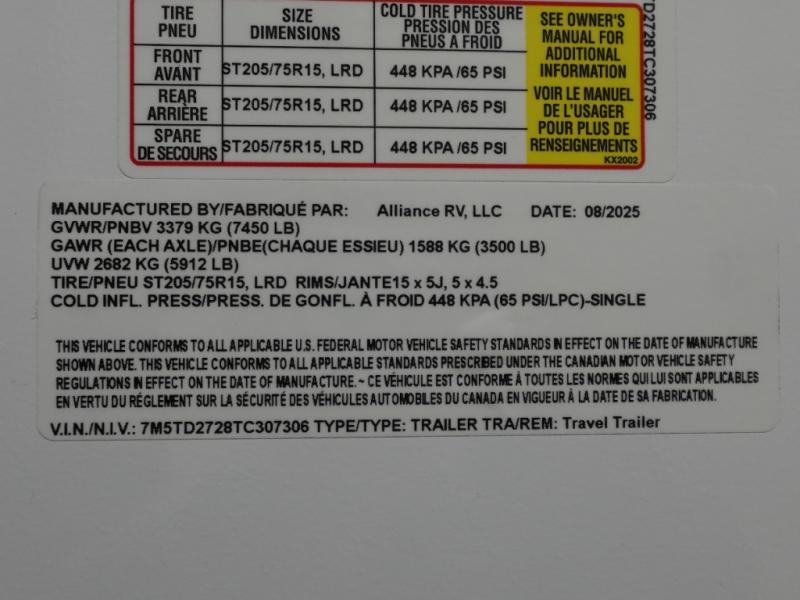 TIRE
PNEU
SIZE
DIMENSIONS
COLD TIRE PRESSURE
PRESSION DES
PNEUS A FROID
SEE OWNER'S
MANUAL FOR
ADDITIONAL
INFORMATION
VOIR LE MANUEL
DE L'USAGER
POUR PLUS DE
RENSEIGNEMENTS
KX2002
FRONT
AVANT
ST205/75R15, LRD
448 KPA /65 PSI
REAR
ARRIÈRE
ST205/75R15, LRD
448 KPA /65 PSI
SPARE
DE SECOURS
ST205/75R15, LRD
448 KPA /65 PSI
TD2728TC307306
MANUFACTURED BY/FABRIQUÉ PAR: Alliance RV, LLC DATE: 08/2025
GVWR/PNBV 3379 KG (7450 LB)
GAWR (EACH AXLE)/PNBE(CHAQUE ESSIEU) 1588 KG (3500 LB)
UVW 2682 KG (5912 LB)
TIRE/PNEU ST205/75R15, LRD RIMS/JANTE15 x 5J, 5 x 4.5
COLD INFL. PRESS/PRESS. DE GONFL. À FROID 448 KPA (65 PSI/LPC)-SINGLE
THIS VEHICLE CONFORMS TO ALL APPLICABLE U.S. FEDERAL MOTOR VEHICLE SAFETY STANDARDS IN EFFECT ON THE DATE OF MANUFACTURE
SHOWN ABOVE. THIS VEHICLE CONFORMS TO ALL APPLICABLE STANDARDS PRESCRIBED UNDER THE CANADIAN MOTOR VEHICLE SAFETY
REGULATIONS IN EFFECT ON THE DATE OF MANUFACTURE. ~ CE VÉHICULE EST CONFORME À TOUTES LES NORMES QUI LUI SONT APPLICABLES
EN VERTU DU RÉGLEMENT SUR LA SÉCURITÉ DES VÉHICULES AUTOMOBILES DU CANADA EN VIGUEUR À LA DATE DE SA FABRICATION.
V.I.N./N.I.V.: 7M5TD2728TC307306 TYPE/TYPE: TRAILER TRA/REM: Travel Trailer